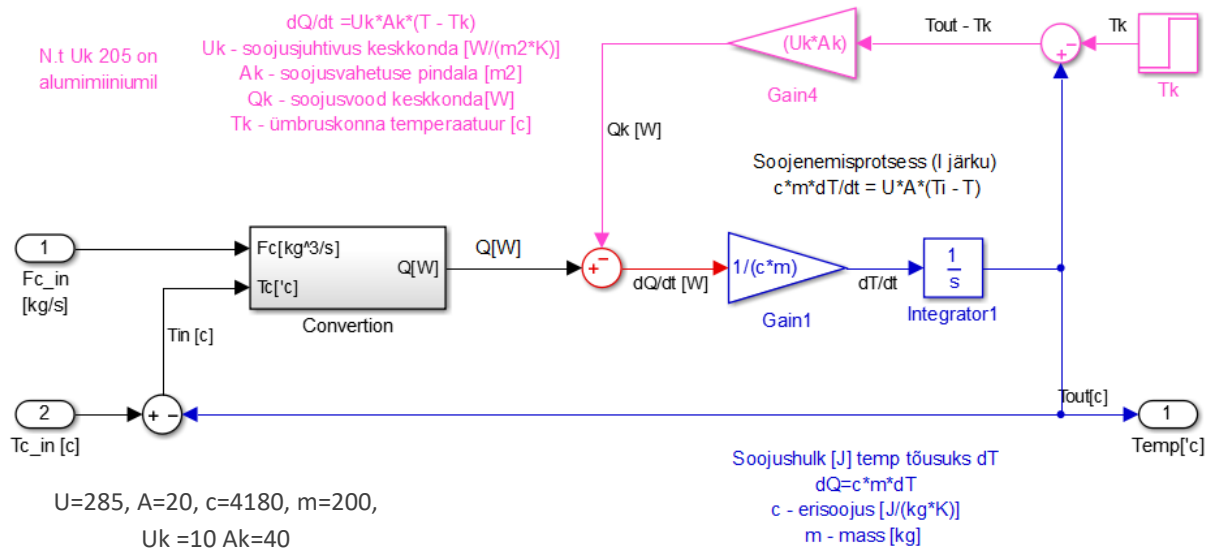 dQ/dt =Uk*Ak*(T - Tk)
Uk - soojusjuhtivus keskkonda [W/(m2*K)]
Ak - soojusvahetuse pindala [m2]
Qk - soojusvood keskkonda[W]
Tk - ümbruskonna temperaatuur [c]
N.t Uk 205 on
alumimiiniumil
(Uk*Ak)
Gain4
Tout - Tk
Tk
Tk
Qk [W]
Soojenemisprotsess (I järku)
c*m*dT/dt = U*A*(Ti - T)
1
Fc_in
[kg/s]
Fc[kg^3/s]
Tc['c]
Q[W]
Convertion
Q[W]
dQ/dt [W]
1/(c*m)
Gain1
dT/dt
1
s
Integrator1
Tin [c]
2
Tc_in [c]
Tout[c]
1
Temp['c]
Soojushulk [J] temp tõusuks dT
dQ=c*m*dT
c - erisoojus [J/(kg*K)]
m - mass [kg]
U=285, A=20, c=4180, m=200,
Uk =10 Ak=40